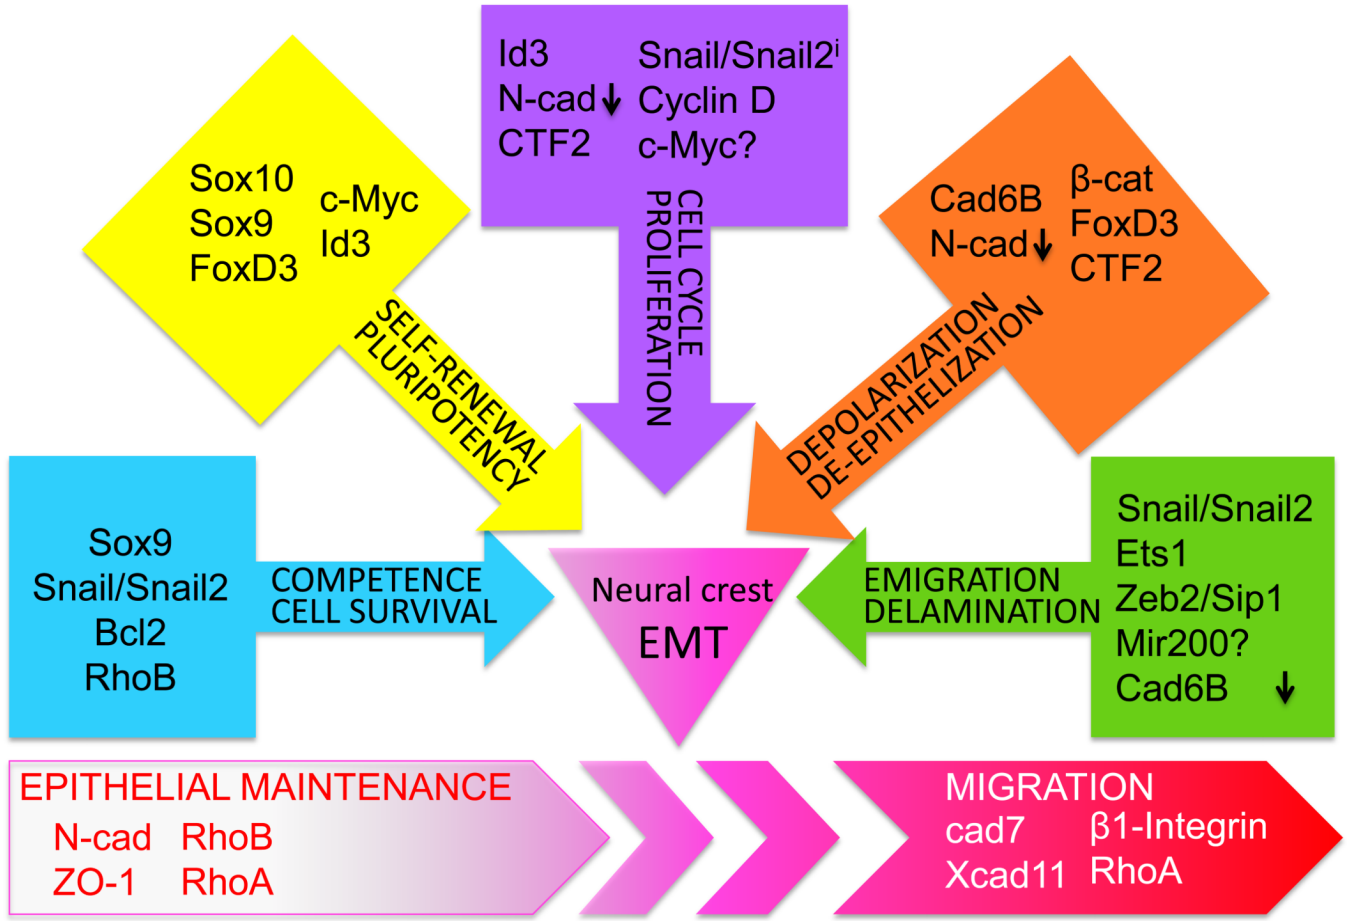 Id3
N-cad↓
CTF2
Snail/Snail2ⁱ
Cyclin D
c-Myc?
CELL CYCLE
PROLIFERATION
Sox10
Sox9
FoxD3
c-Myc
Id3
SELF-RENEWAL
PLURIPOTENCY
Cad6B
N-cad↓
β-cat
FoxD3
CTF2
DEPOLARIZATION
DE-EPITHELIZATION
Sox9
Snail/Snail2
Bcl2
RhoB
COMPETENCE
CELL SURVIVAL
Neural crest
EMT
EMIGRATION
DELAMINATION
Snail/Snail2
Ets1
Zeb2/Sip1
Mir200?
Cad6B ↓
EPITHELIAL MAINTENANCE
N-cad RhoB
ZO-1 RhoA
MIGRATION
cad7 β1-Integrin
Xcad11 RhoA